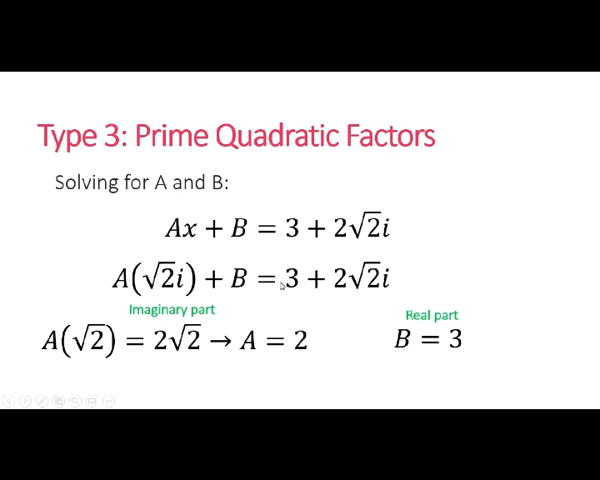 Type 3: Prime Quadratic Factors
Solving for A and B:
Ax + B = 3 + 2√2i
A(√2i) + B = 3 + 2√2i
Imaginary part
Real part
A(√2) = 2√2 → A = 2
B = 3